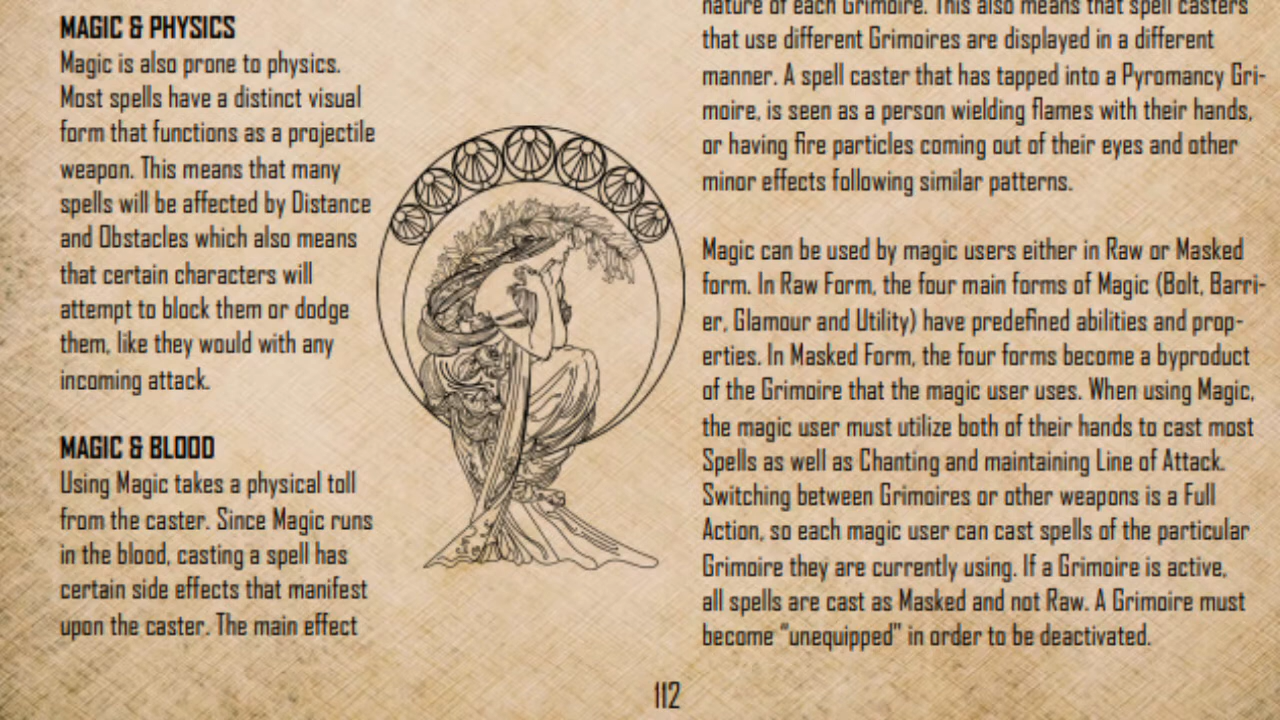 MAGIC & PHYSICS
Magic is also prone to physics.
Most spells have a distinct visual
form that functions as a projectile
weapon. This means that many
spells will be affected by Distance
and Obstacles which also means
that certain characters will
attempt to block them or dodge
them, like they would with any
incoming attack.
MAGIC & BLOOD
Using Magic takes a physical toll
from the caster. Since Magic runs
in the blood, casting a spell has
certain side effects that manifest
upon the caster. The main effect
nature of each Grimoire. This also means that spell casters
that use different Grimoires are displayed in a different
manner. A spell caster that has tapped into a Pyromancy Gri-
moire, is seen as a person wielding flames with their hands,
or having fire particles coming out of their eyes and other
minor effects following similar patterns.
Magic can be used by magic users either in Raw or Masked
form. In Raw Form, the four main forms of Magic (Bolt, Barri-
er, Glamour and Utility) have predefined abilities and prop-
erties. In Masked Form, the four forms become a byproduct
of the Grimoire that the magic user uses. When using Magic,
the magic user must utilize both of their hands to cast most
Spells as well as Chanting and maintaining Line of Attack.
Switching between Grimoires or other weapons is a Full
Action, so each magic user can cast spells of the particular
Grimoire they are currently using. If a Grimoire is active,
all spells are cast as Masked and not Raw. A Grimoire must
become "unequipped" in order to be deactivated.
112